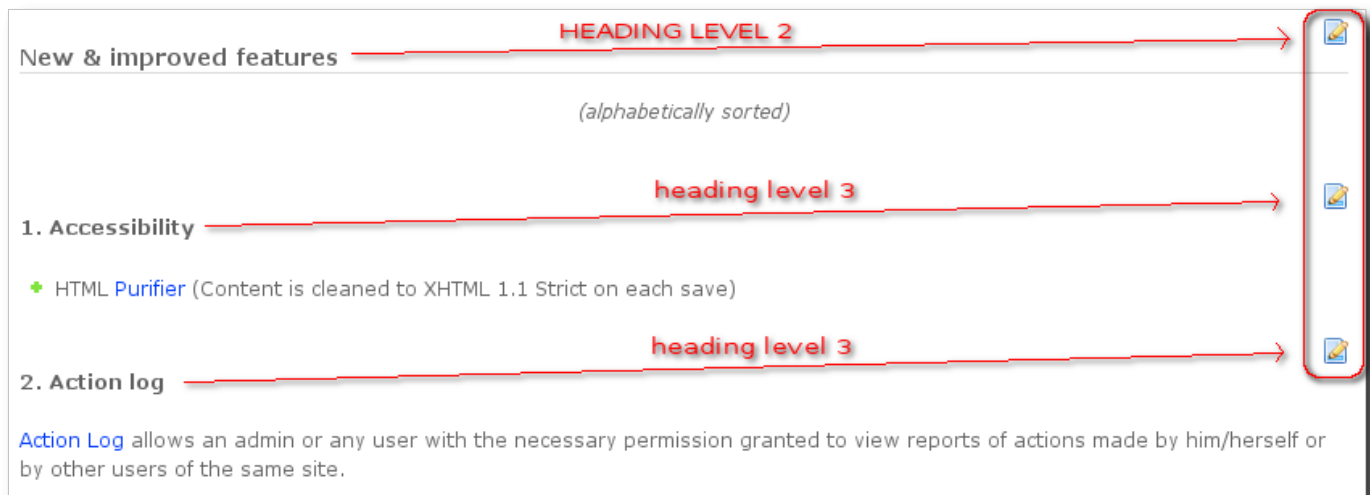 HEADING LEVEL 2
New & improved features
(alphabetically sorted)
heading level 3
1. Accessibility
HTML Purifier (Content is cleaned to XHTML 1.1 Strict on each save)
heading level 3
2. Action log
Action Log allows an admin or any user with the necessary permission granted to view reports of actions made by him/herself or
by other users of the same site.